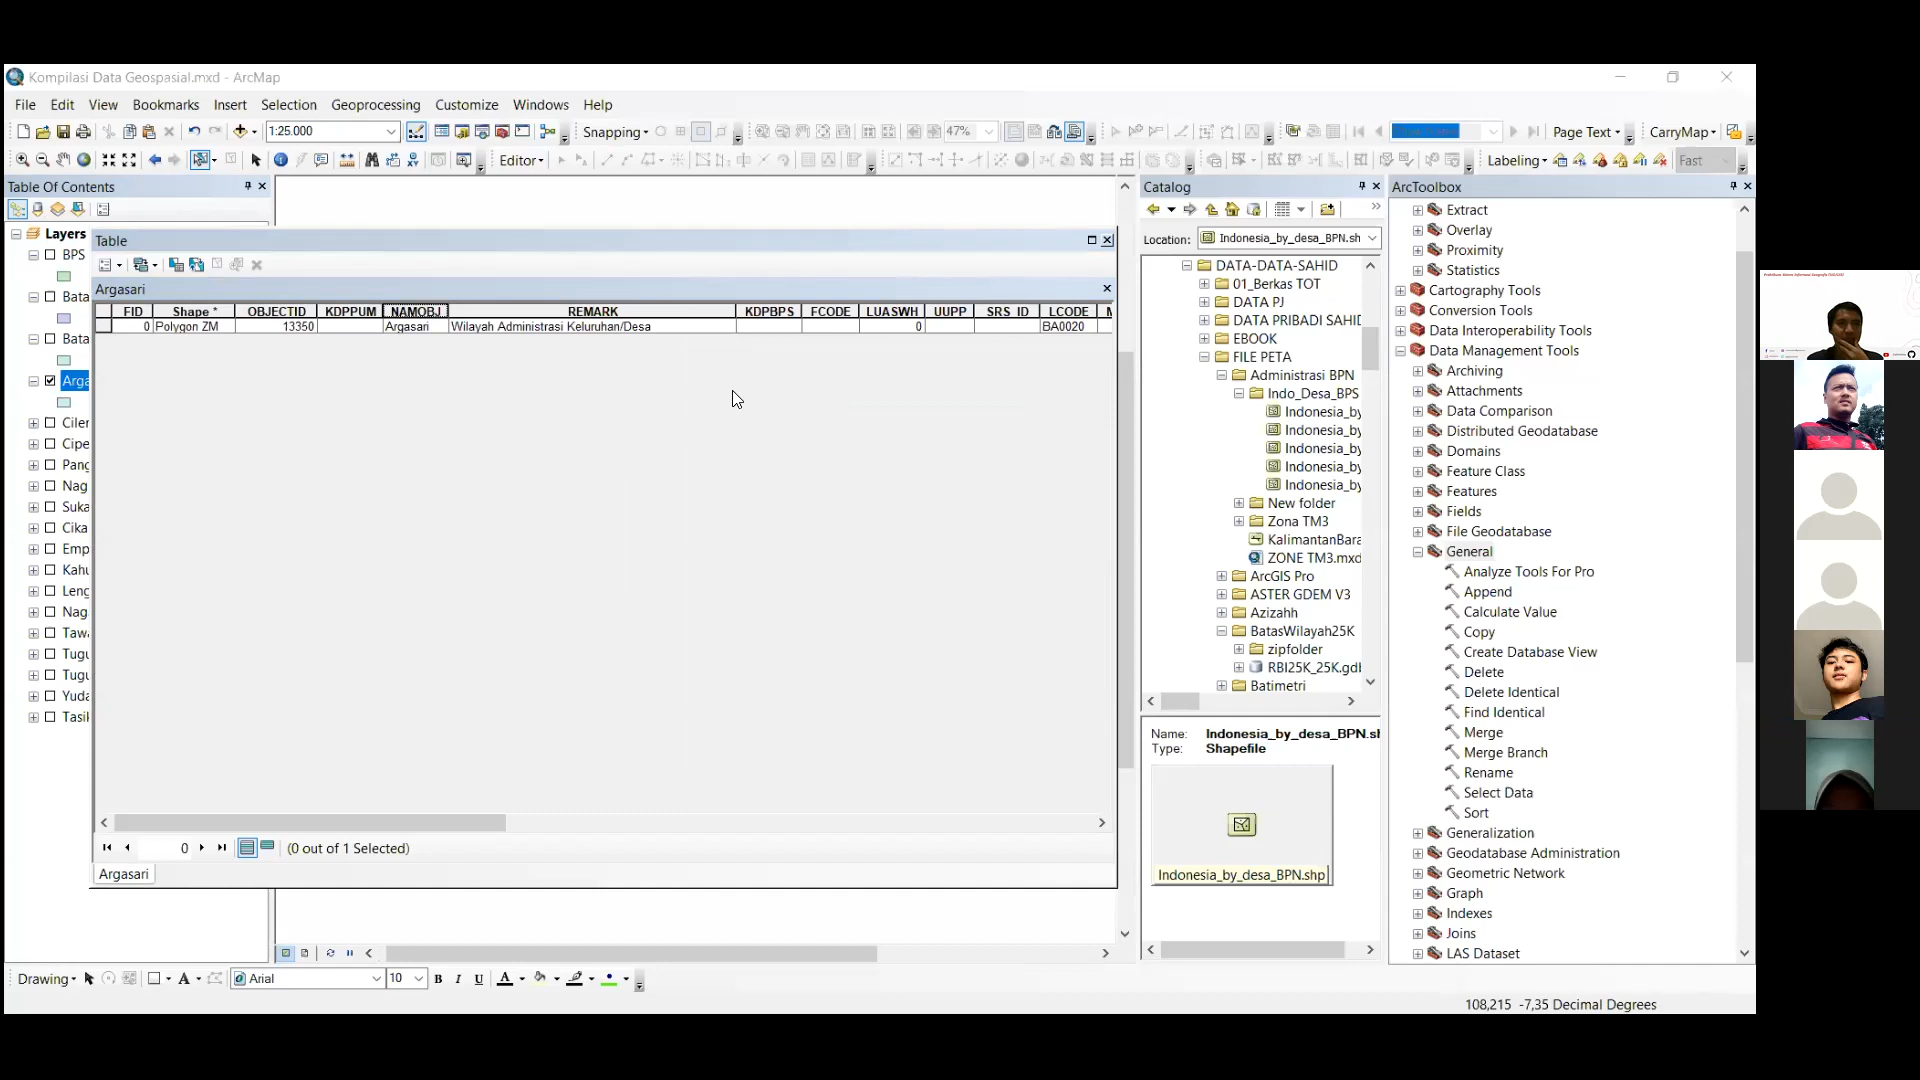 Kompilasi Data Geospasial.mxd - ArcMap
File Edit View Bookmarks Insert Selection Geoprocessing Customize Windows Help
1:25.000
Snapping
47%
Page Text
CarryMap
Editor
Labeling
Fast
Table Of Contents
Layers
BPS
Bata
Bata
Arga
Ciler
Cipe
Pang
Nag
Suka
Cika
Emp
Kahu
Leng
Nag
Tawa
Tugu
Tugu
Yuda
Tasik
Table
Argasari
FID Shape * OBJECTID KDPPUM NAMOBJ REMARK KDPBPS FCODE LUASWH UUPP SRS_ID LCODE
0 Polygon ZM 13350 Argasari Wilayah Administrasi Keluruhan/Desa 0 BA0020
0 (0 out of 1 Selected)
Argasari
Catalog
Location: Indonesia_by_desa_BPN.sh
DATA-DATA-SAHID
01_Berkas TOT
DATA PJ
DATA PRIBADI SAHID
EBOOK
FILE PETA
Administrasi BPN
Indo_Desa_BPS
Indonesia_by
Indonesia_by
Indonesia_by
Indonesia_by
Indonesia_by
New folder
Zona TM3
KalimantanBara
ZONE TM3.mxd
ArcGIS Pro
ASTER GDEM V3
Azizahh
BatasWilayah25K
zipfolder
RBI25K_25K.gdb
Batimetri
Name: Indonesia_by_desa_BPN.sh
Type: Shapefile
Indonesia_by_desa_BPN.shp
ArcToolbox
Extract
Overlay
Proximity
Statistics
Cartography Tools
Conversion Tools
Data Interoperability Tools
Data Management Tools
Archiving
Attachments
Data Comparison
Distributed Geodatabase
Domains
Feature Class
Features
Fields
File Geodatabase
General
Analyze Tools For Pro
Append
Calculate Value
Copy
Create Database View
Delete
Delete Identical
Find Identical
Merge
Merge Branch
Rename
Select Data
Sort
Generalization
Geodatabase Administration
Geometric Network
Graph
Indexes
Joins
LAS Dataset
Drawing
A
Arial
10
B I U A
108,215 -7,35 Decimal Degrees